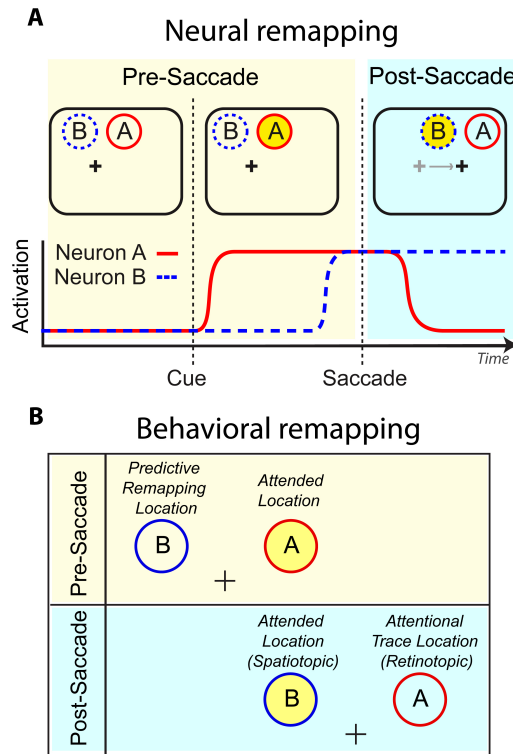 A
Neural remapping
Pre-Saccade
Post-Saccade
B A
B A
B A
+
+
+ → +
Activation
Neuron A
Neuron B
Time
Cue
Saccade
B
Behavioral remapping
Pre-Saccade
Predictive
Remapping
Location
Attended
Location
B
A
+
Post-Saccade
Attended
Location
(Spatiotopic)
Attentional
Trace Location
(Retinotopic)
B
A
+